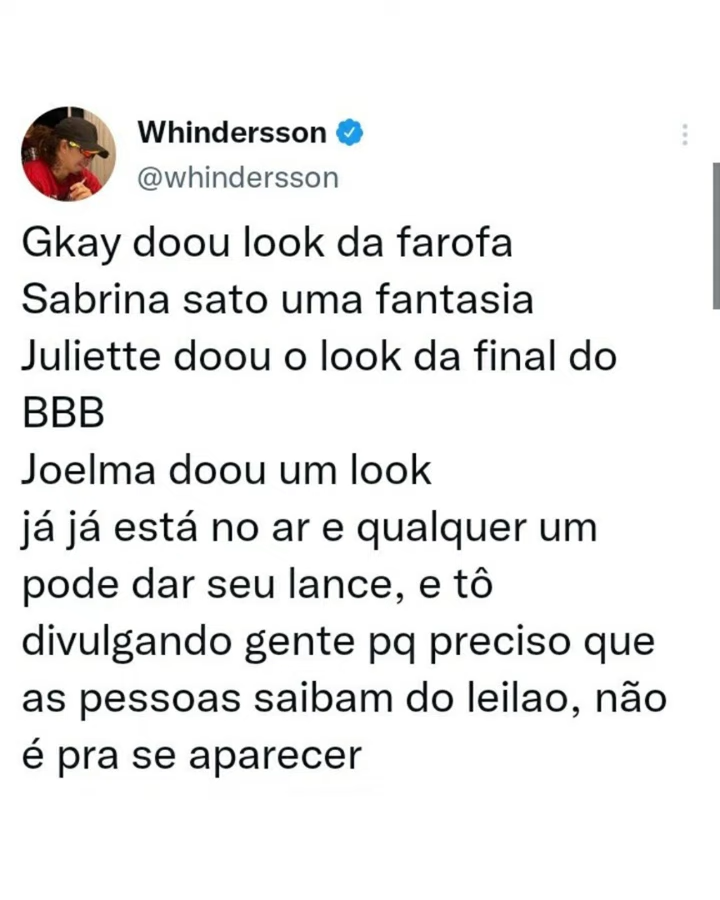 Whindersson
@whindersson
Gkay doou look da farofa
Sabrina sato uma fantasia
Juliette doou o look da final do
BBB
Joelma doou um look
já já está no ar e qualquer um
pode dar seu lance, e tô
divulgando gente pq preciso que
as pessoas saibam do leilao, não
é pra se aparecer